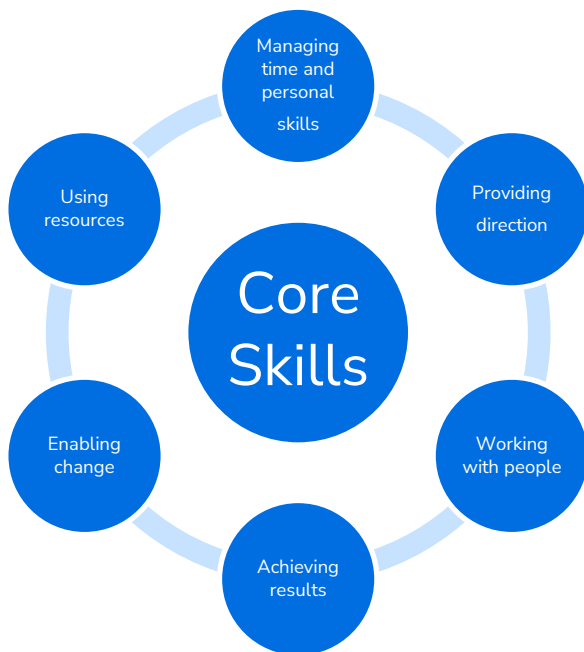 Managing
time and
personal
skills
Providing
direction
Working
with people
Achieving
results
Enabling
change
Using
resources
Core
Skills